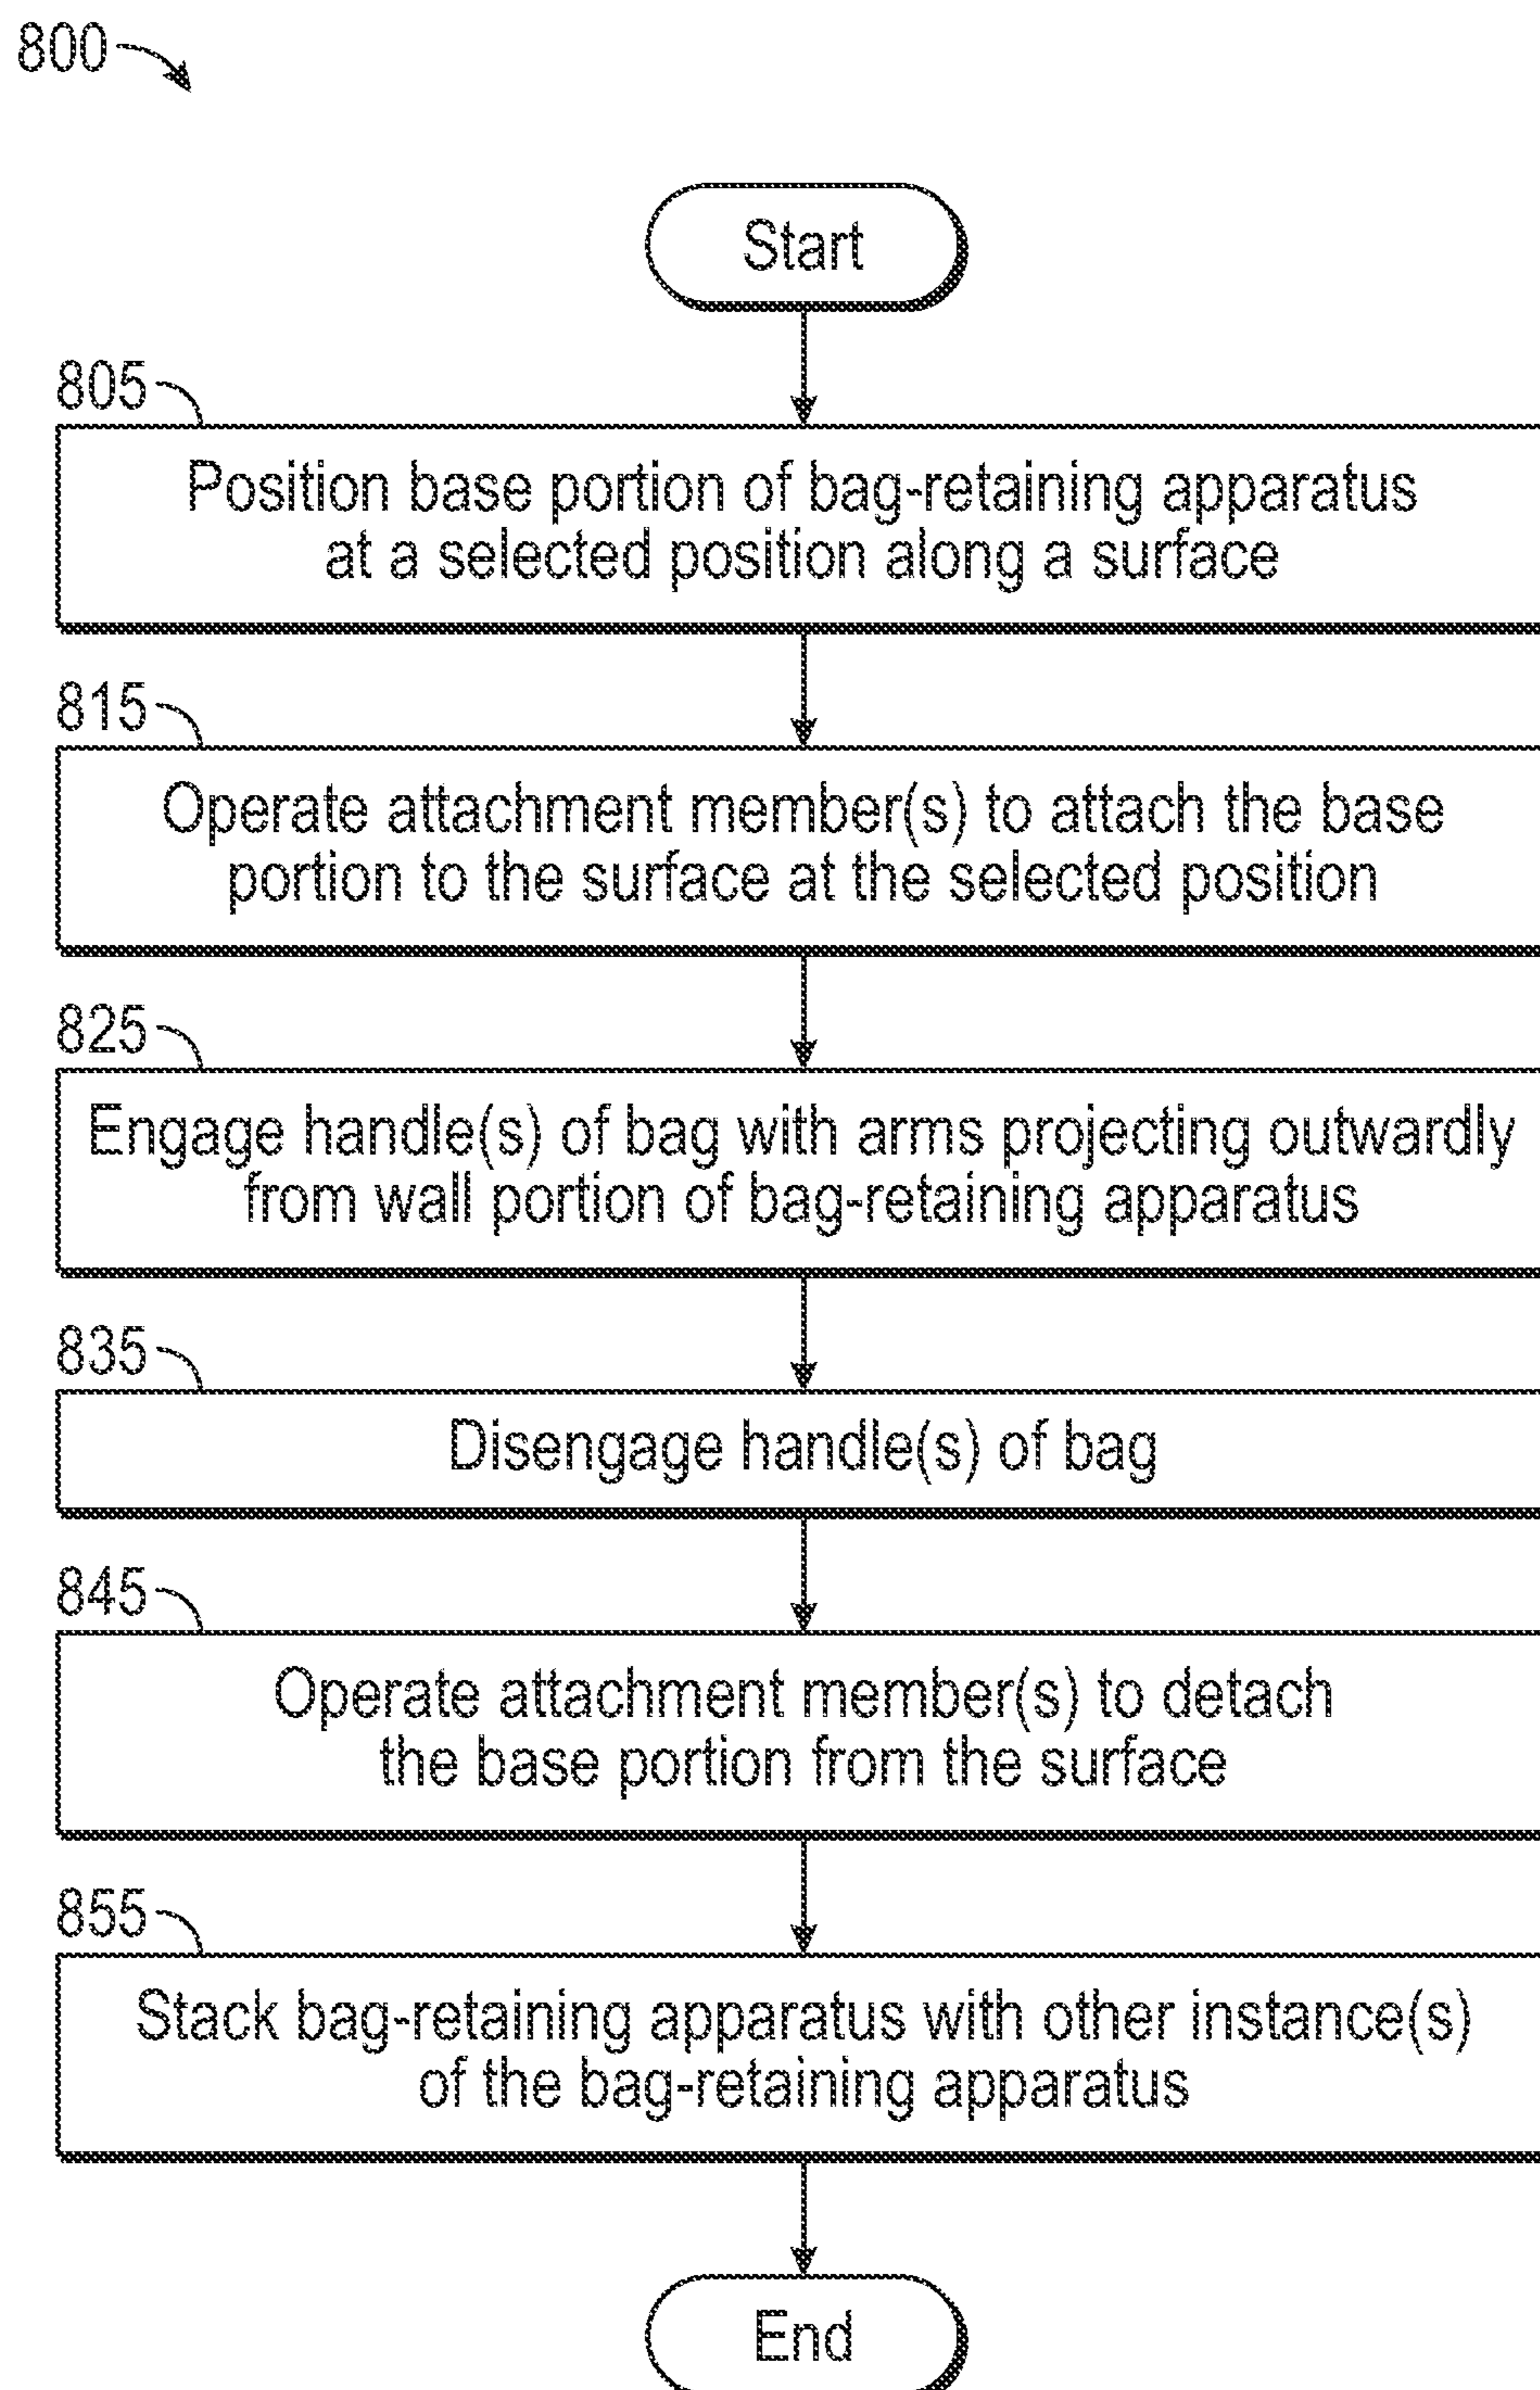 800
Start
805
Position base portion of bag-retaining apparatus
at a selected position along a surface
815
Operate attachment member(s) to attach the base
portion to the surface at the selected position
825
Engage handle(s) of bag with arms projecting outwardly
from wall portion of bag-retaining apparatus
835
Disengage handle(s) of bag
845
Operate attachment member(s) to detach
the base portion from the surface
855
Stack bag-retaining apparatus with other instance(s)
of the bag-retaining apparatus
End